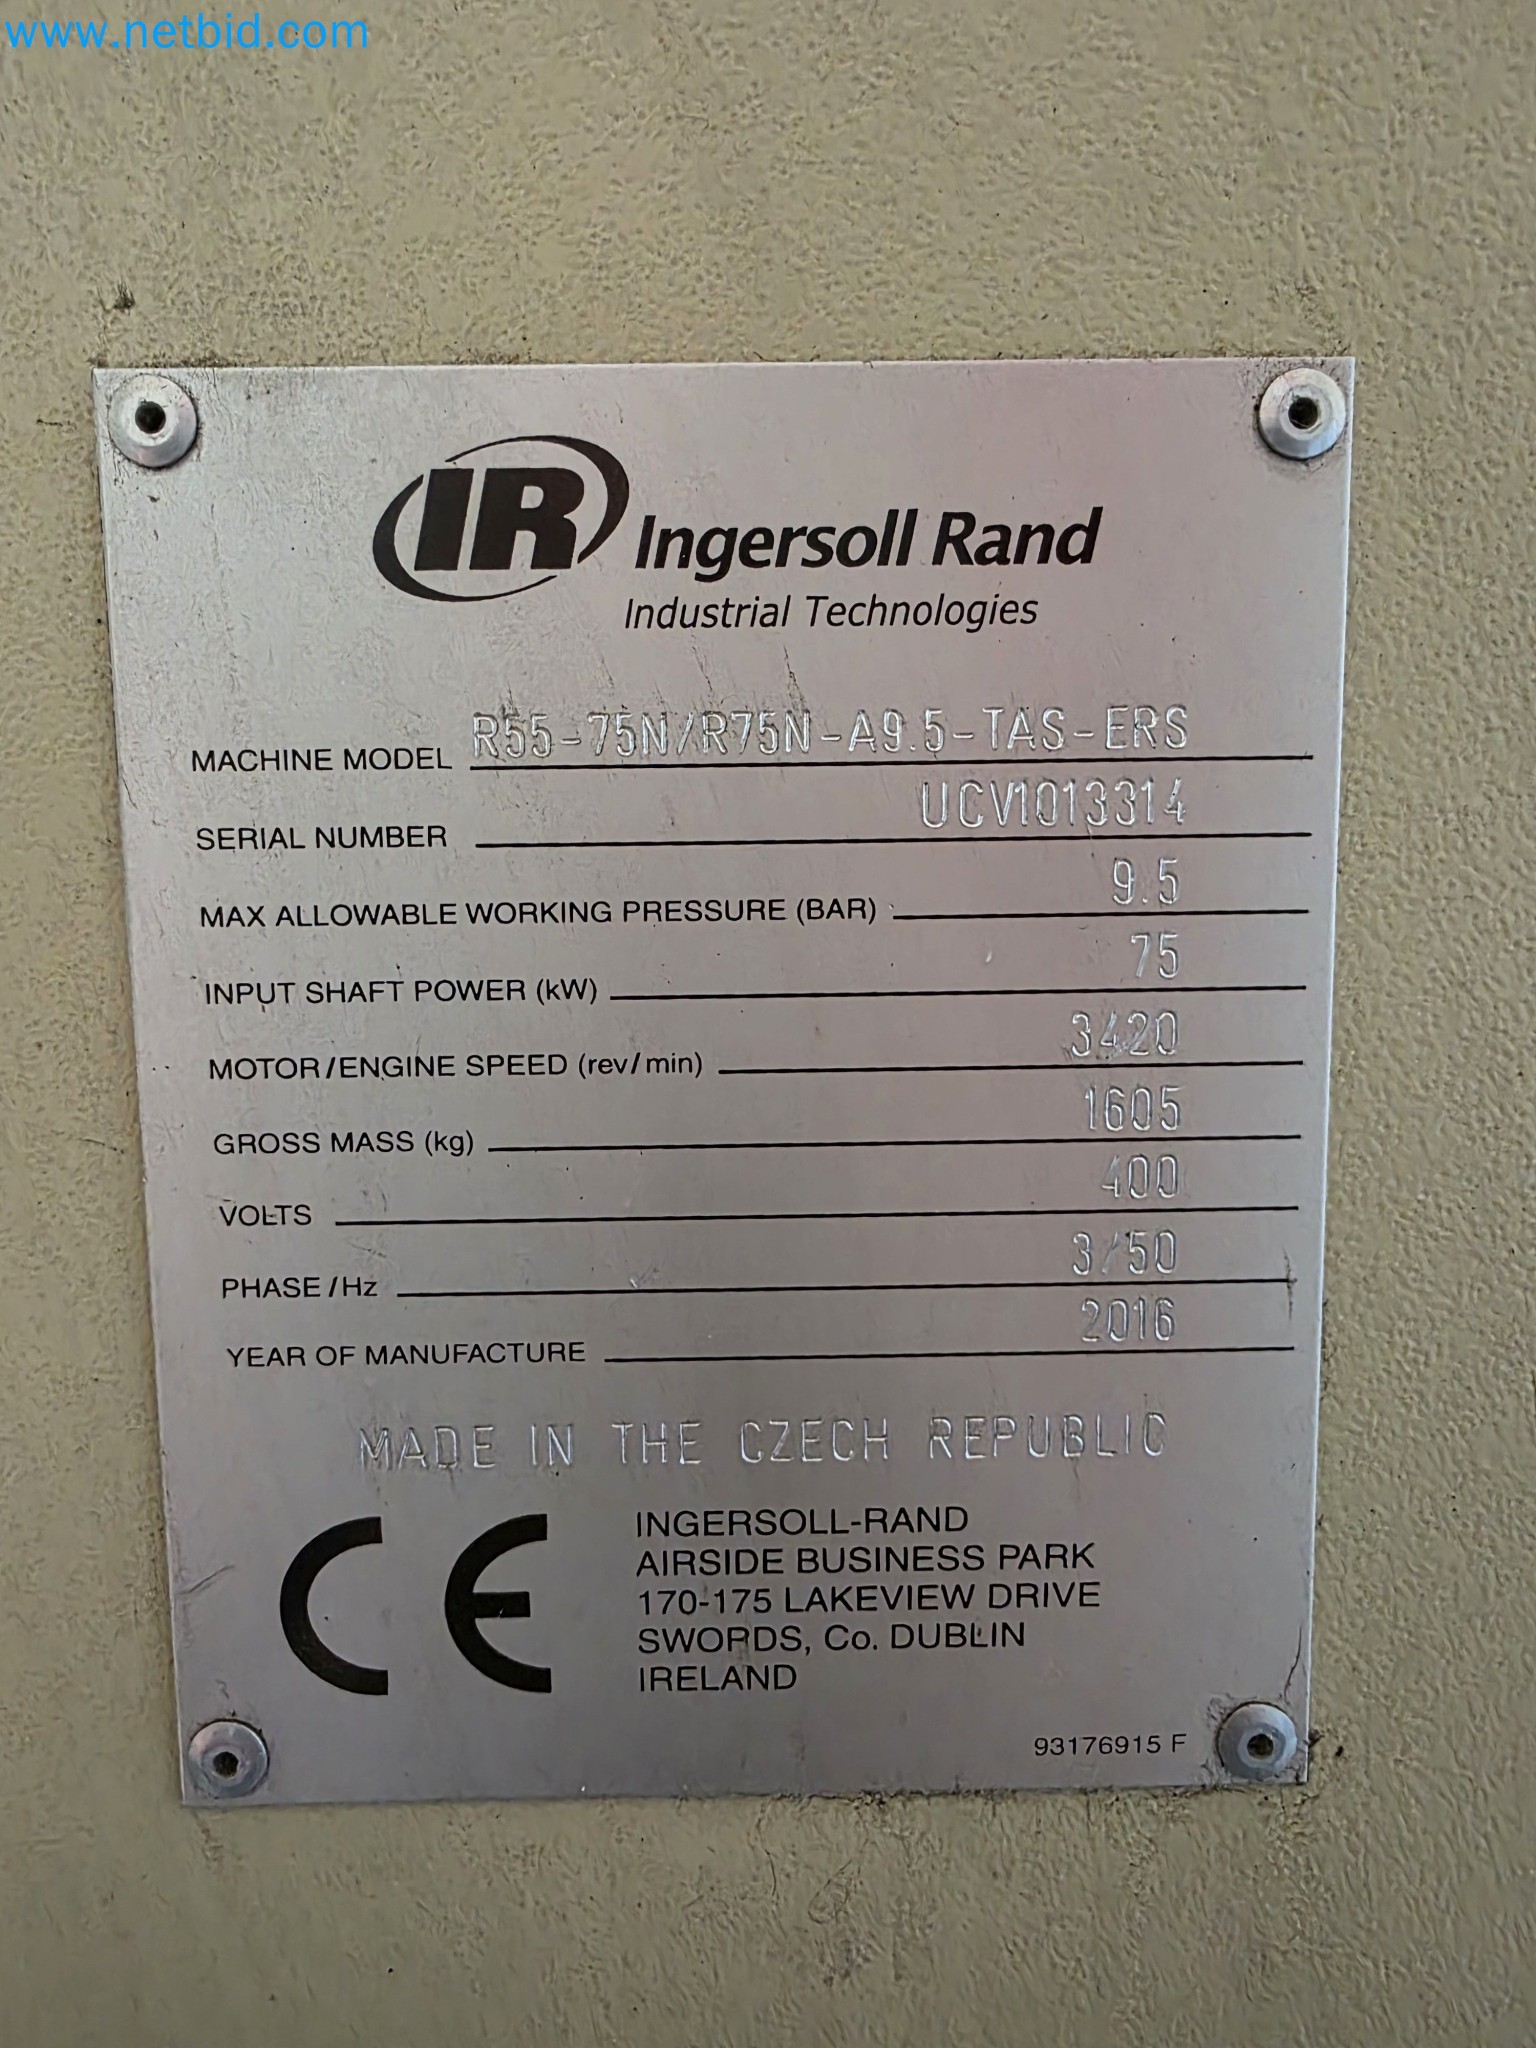 www.netbid.com
IR Ingersoll Rand
Industrial Technologies
MACHINE MODEL R55-75N/R75N-A9.5-TAS-ERS
SERIAL NUMBER UCV1013314
MAX ALLOWABLE WORKING PRESSURE (BAR) 9.5
INPUT SHAFT POWER (kW) 75
MOTOR/ENGINE SPEED (rev/min) 3420
GROSS MASS (kg) 1605
VOLTS 400
PHASE/Hz 3/50
YEAR OF MANUFACTURE 2016
MADE IN THE CZECH REPUBLIC
CE
INGERSOLL-RAND
AIRSIDE BUSINESS PARK
170-175 LAKEVIEW DRIVE
SWORDS, Co. DUBLIN
IRELAND
93176915 F